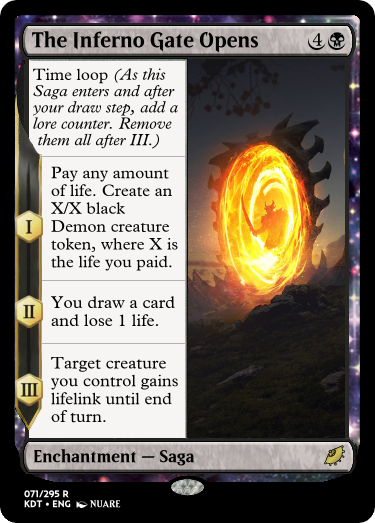 The Inferno Gate Opens 4
Time loop (As this
Saga enters and after
your draw step, add a
lore counter. Remove
them all after III.)
I
Pay any amount
of life. Create an
X/X black
Demon creature
token, where X is
the life you paid.
II
You draw a card
and lose 1 life.
III
Target creature
you control gains
lifelink until end
of turn.
Enchantment — Saga
071/295 R
KDT • ENG NUARE